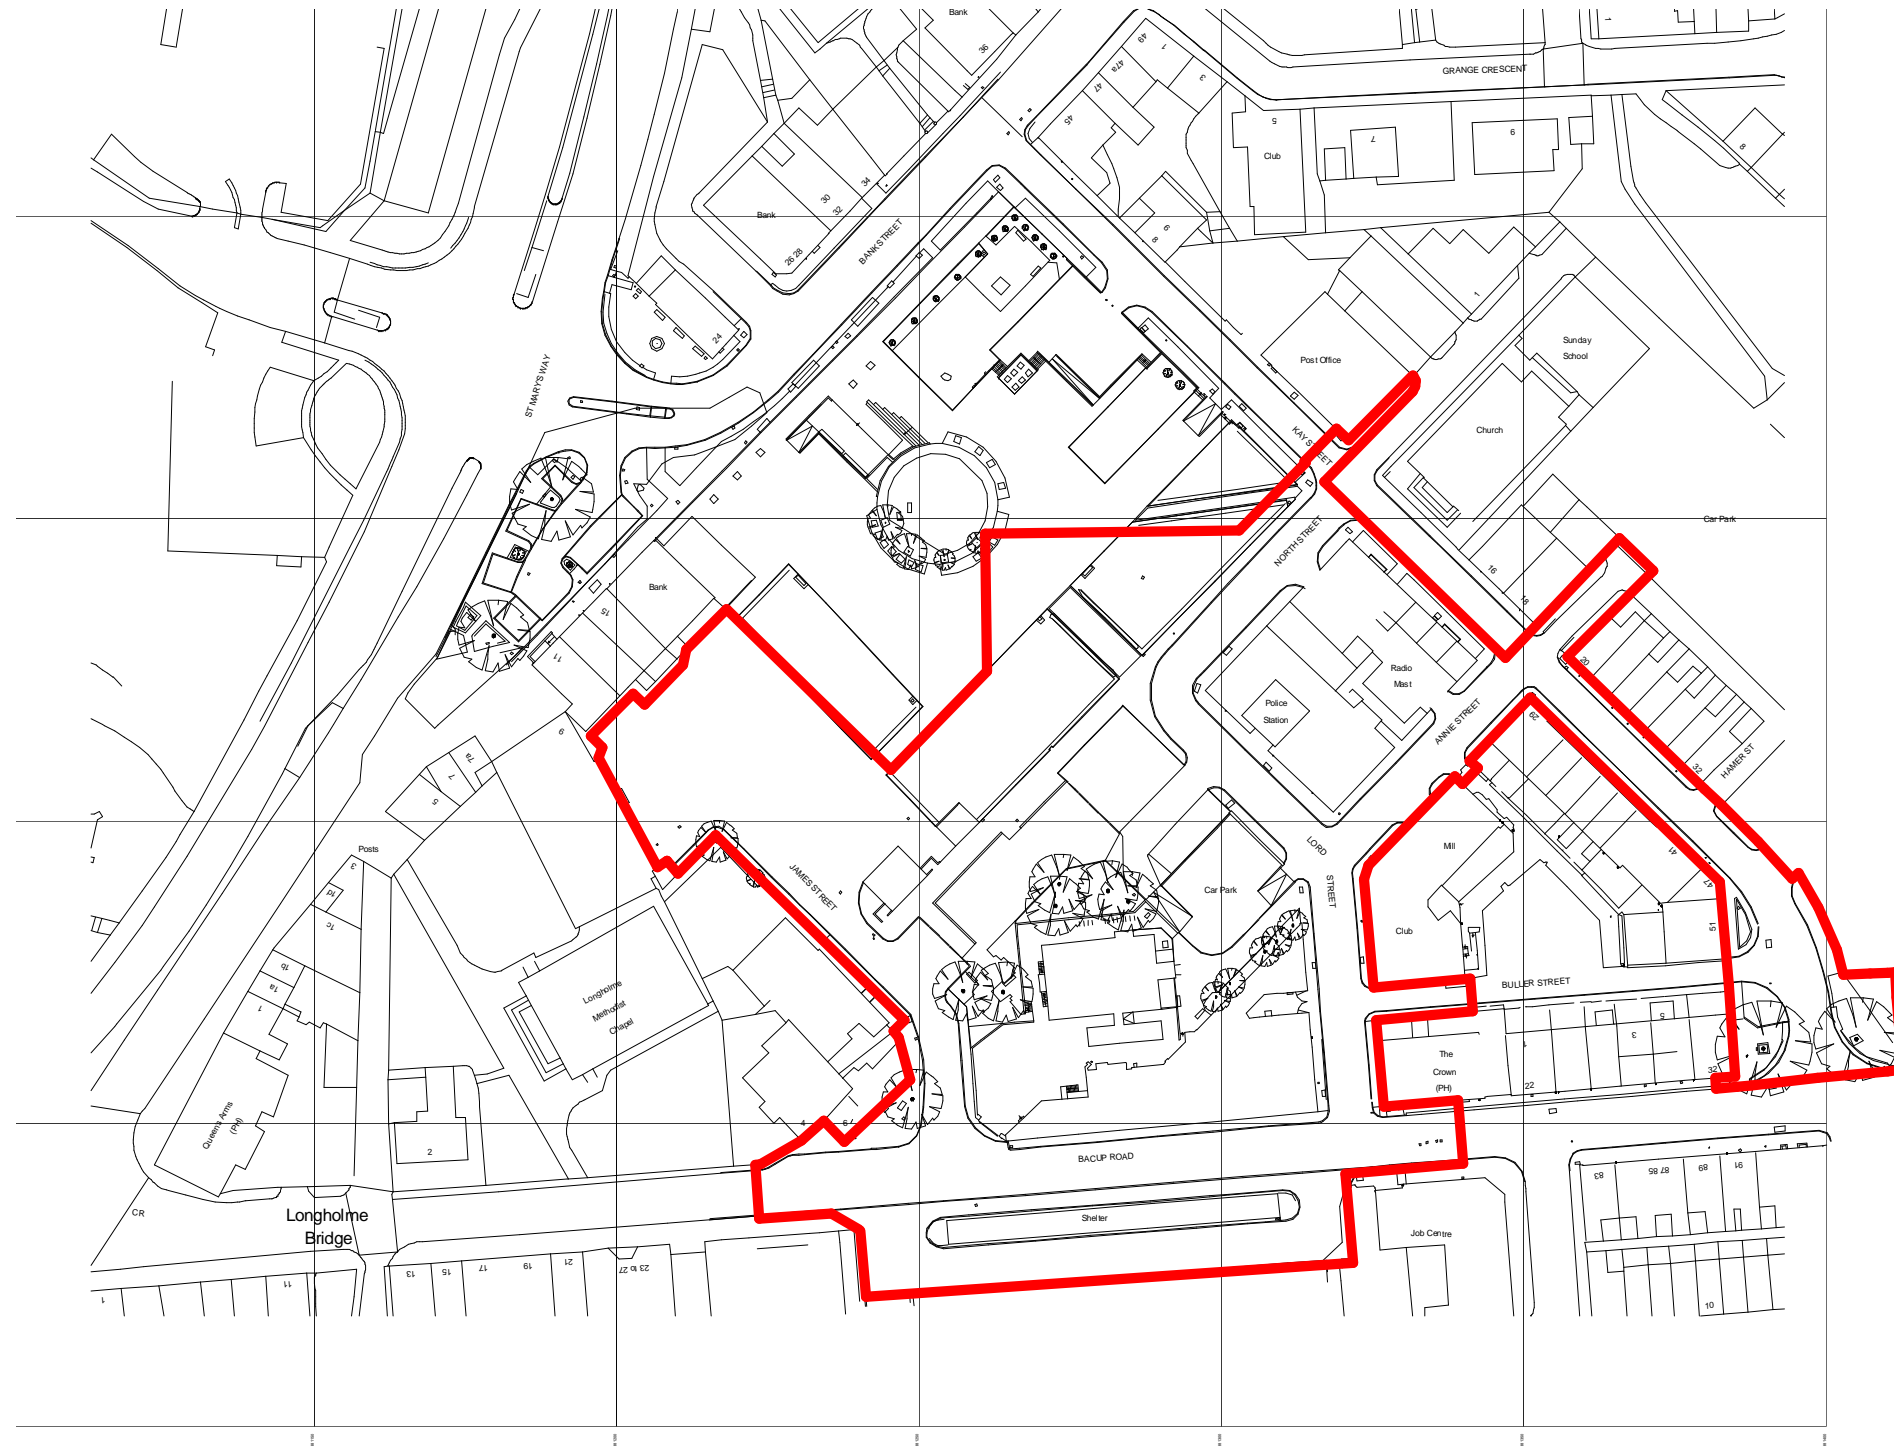 Bank
36
49
1
47a
3
47
45
GRANGE CRESCENT
5
Club
7
9
8
1
34
30
32
Bank
26 28
BANK STREET
6
8
24
ST MARY'S WAY
Post Office
1
Sunday
School
Church
KAY STREET
Car Park
NORTH STREET
16
18
Bank
15
11
9
7a
7
5
Radio
Mast
Police
Station
ANNIE STREET
20
29
32
HAMER ST
Posts
3
1d
1c
1b
1a
1
JAMES STREET
LORD
STREET
Car Park
Mill
Club
41
47
51
BULLER STREET
Longholme
Methodist
Chapel
The
Crown
(PH)
1
3
5
22
32
Queen's Arms
(PH)
2
4
6
BACUP ROAD
CR
Longholme
Bridge
Shelter
Job Centre
83
85 87
89
91
10
1
11
13
15
17
19
21
23 to 27